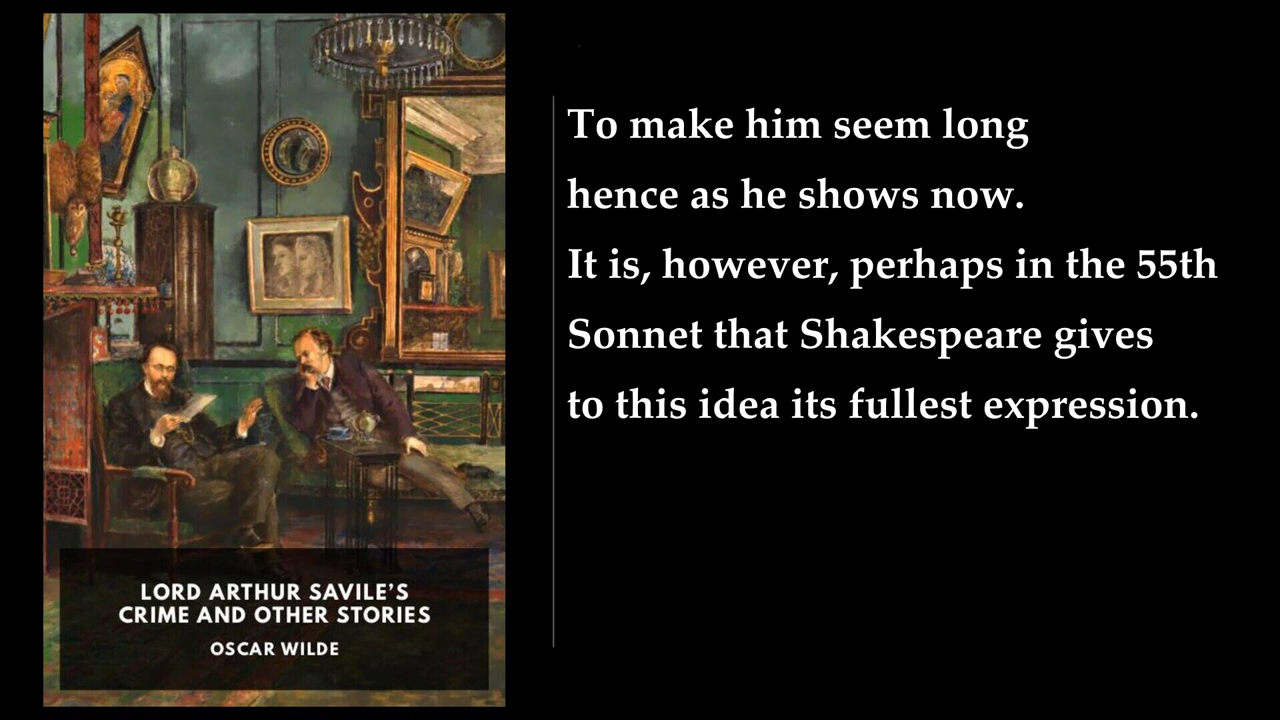 To make him seem long
hence as he shows now.
It is, however, perhaps in the 55th
Sonnet that Shakespeare gives
to this idea its fullest expression.
LORD ARTHUR SAVILE’S
CRIME AND OTHER STORIES
OSCAR WILDE